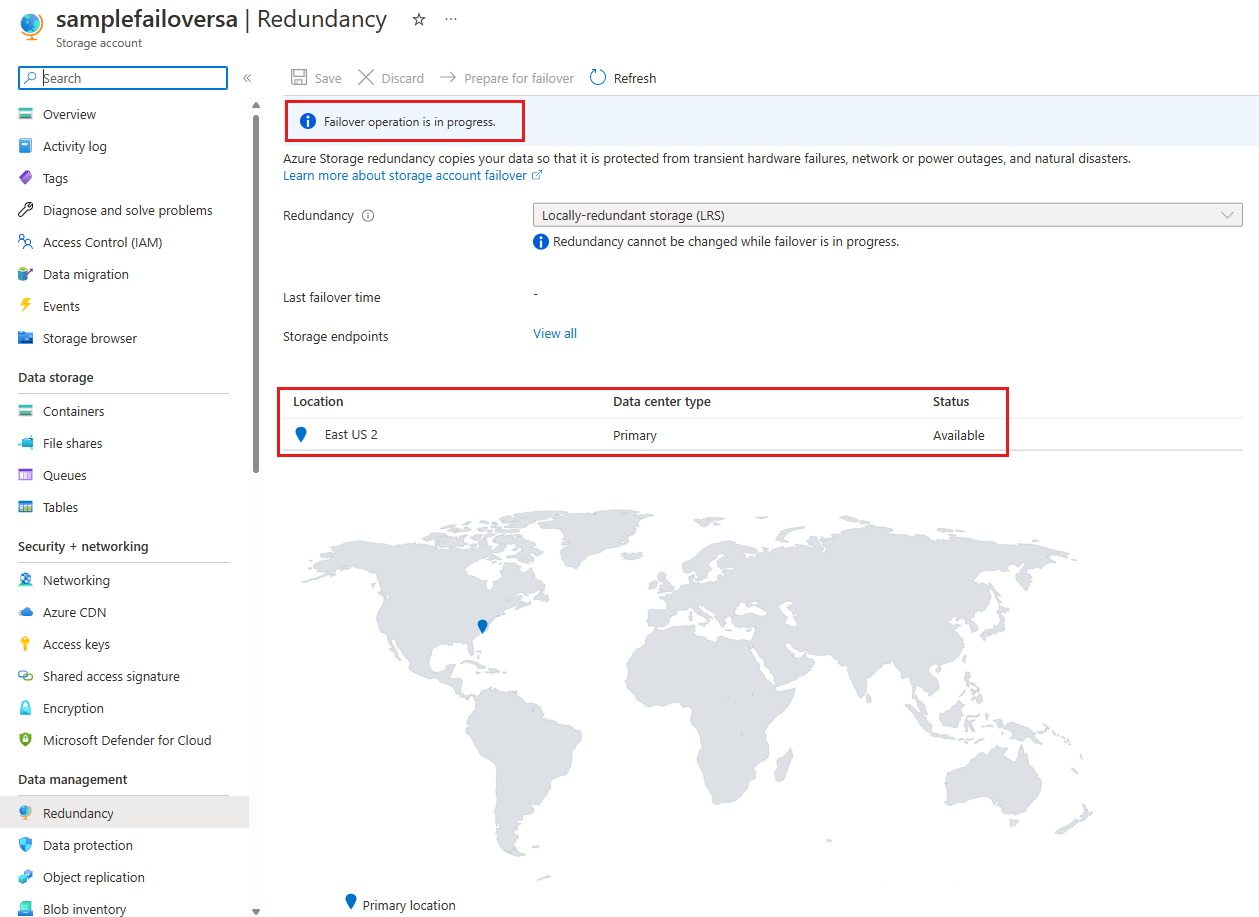 samplefailoversa | Redundancy
Storage account
Search
Overview
Activity log
Tags
Diagnose and solve problems
Access Control (IAM)
Data migration
Events
Storage browser
Data storage
Containers
File shares
Queues
Tables
Security + networking
Networking
Azure CDN
Access keys
Shared access signature
Encryption
Microsoft Defender for Cloud
Data management
Redundancy
Data protection
Object replication
Blob inventory
Save Discard Prepare for failover Refresh
Failover operation is in progress.
Azure Storage redundancy copies your data so that it is protected from transient hardware failures, network or power outages, and natural disasters.
Learn more about storage account failover
Redundancy Locally-redundant storage (LRS)
Redundancy cannot be changed while failover is in progress.
Last failover time -
Storage endpoints View all
Location Data center type Status
East US 2 Primary Available
Primary location